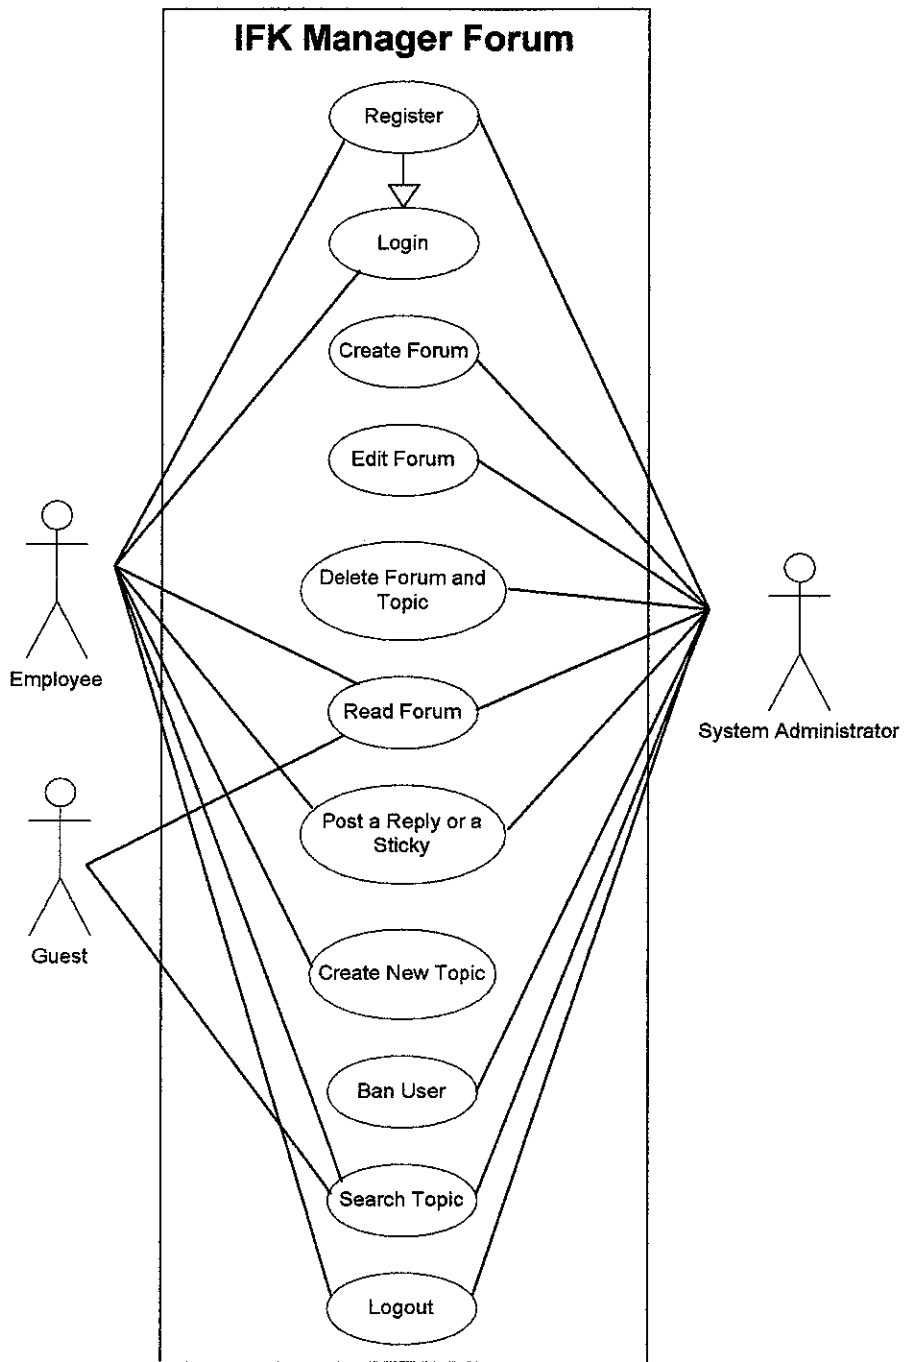 IFK Manager Forum
Register
Login
Create Forum
Edit Forum
Delete Forum and
Topic
Employee
Read Forum
System Administrator
Post a Reply or a
Sticky
Guest
Create New Topic
Ban User
Search Topic
Logout